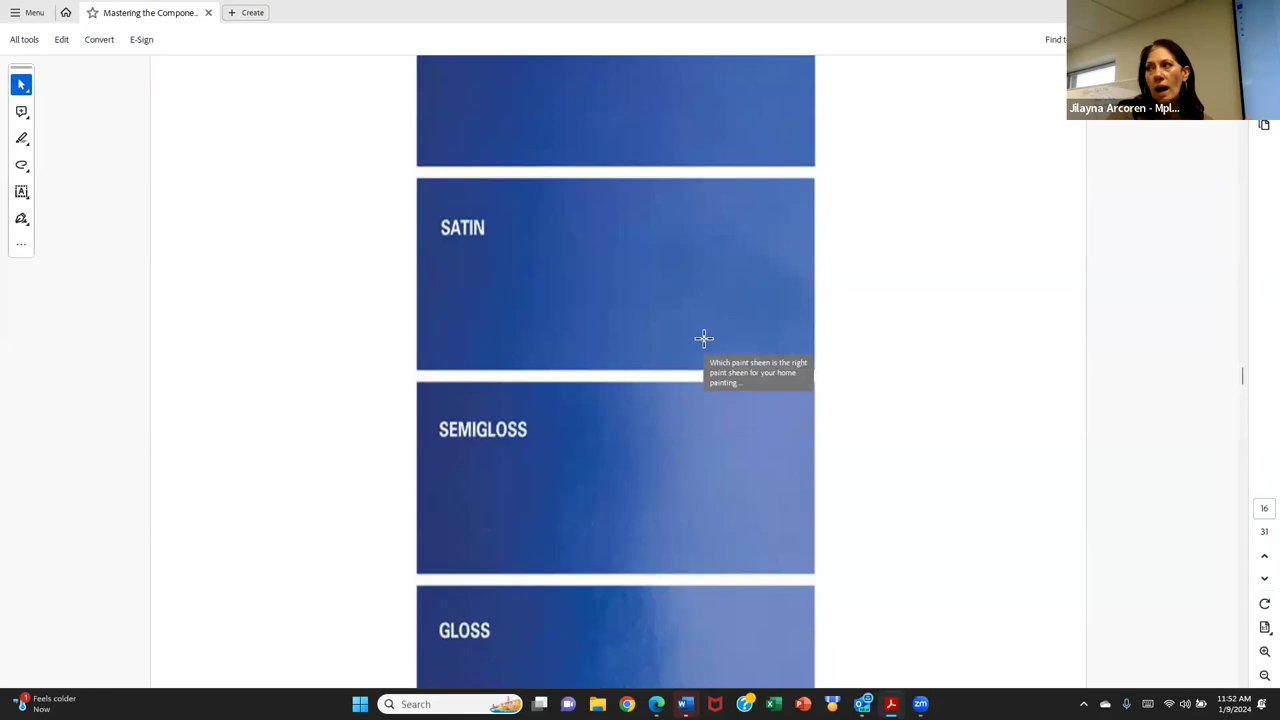 Menu
Mastering the Compone...
Create
All tools
Edit
Convert
E-Sign
Find to
Jilayna Arcoren - Mpl...
SATIN
Which paint sheen is the right
paint sheen for your home
painting ...
SEMIGLOSS
GLOSS
16
31
1
Feels colder
Now
Search
11:52 AM
1/9/2024